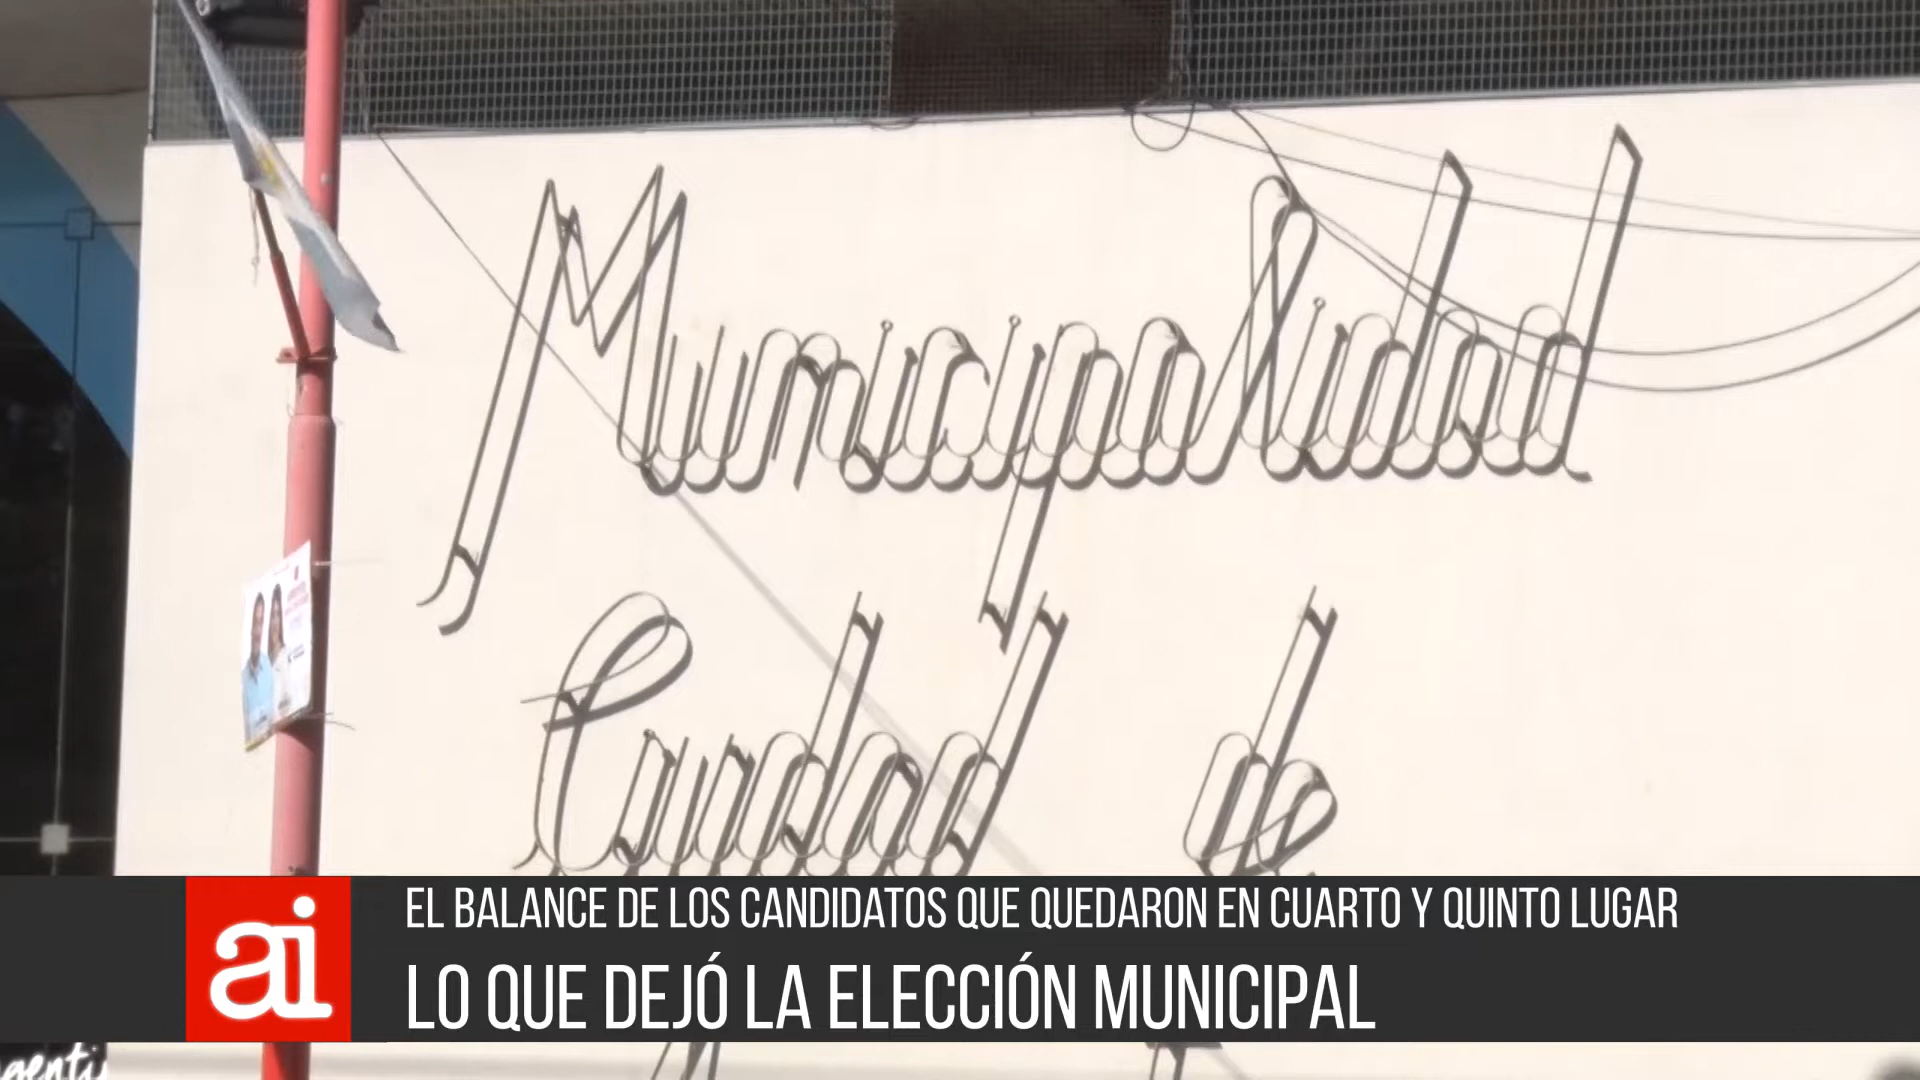 Municipalidad
Ciudad de
EL BALANCE DE LOS CANDIDATOS QUE QUEDARON EN CUARTO Y QUINTO LUGAR
ai
LO QUE DEJÓ LA ELECCIÓN MUNICIPAL